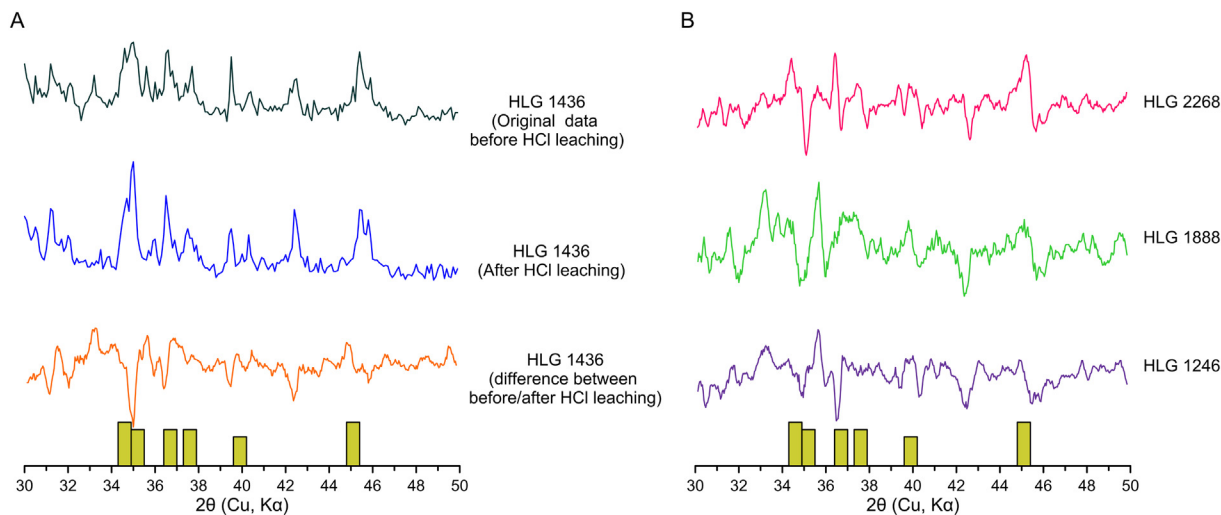 A
HLG 1436
(Original data
before HCl leaching)
HLG 1436
(After HCl leaching)
HLG 1436
(difference between
before/after HCl leaching)
30 32 34 36 38 40 42 44 46 48 50
2θ (Cu, Kα)
B
HLG 2268
HLG 1888
HLG 1246
30 32 34 36 38 40 42 44 46 48 50
2θ (Cu, Kα)